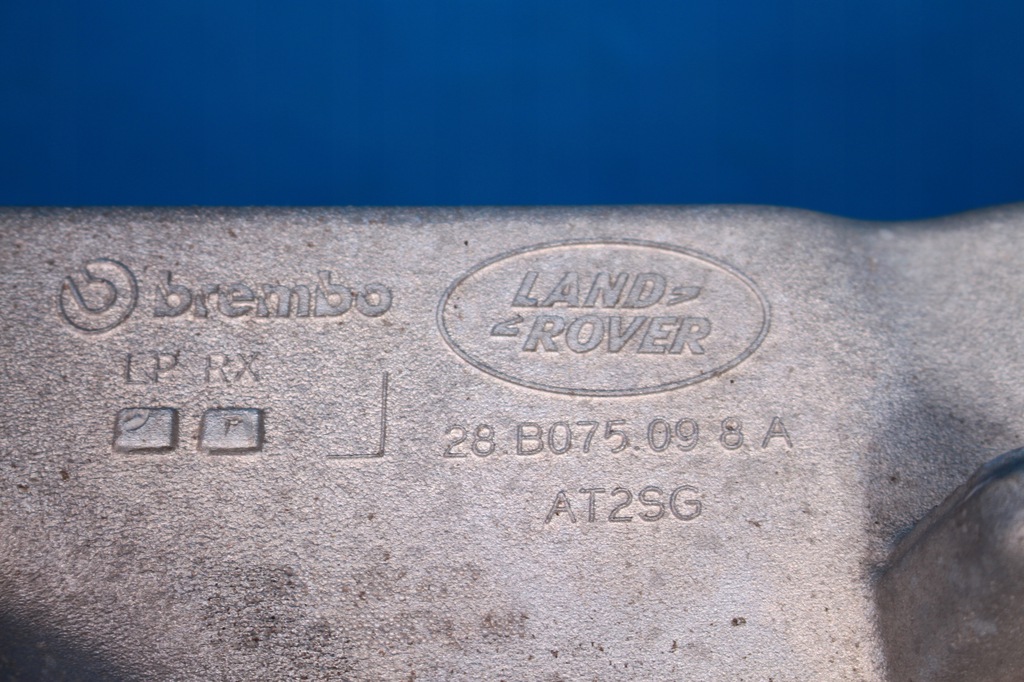 brembo
LAND ROVER
LP RX
P
28.B075.09 8.A
AT2SG